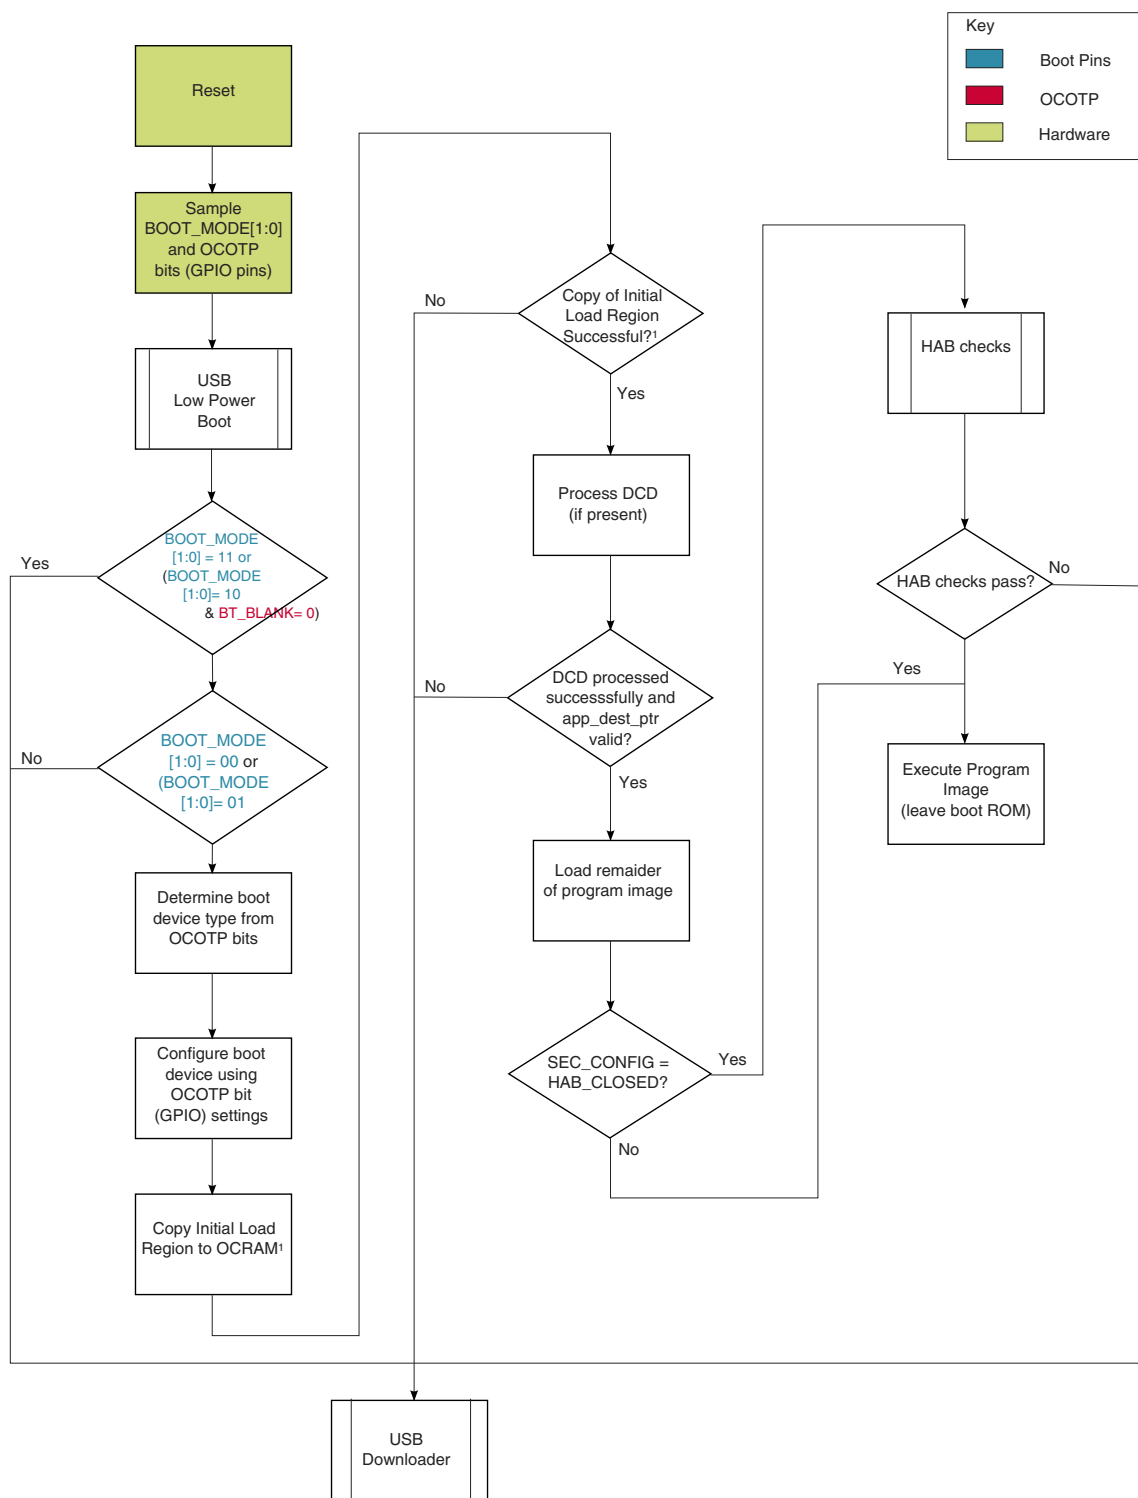 Key
Boot Pins
OCOTP
Hardware
Reset
Sample
BOOT_MODE[1:0]
and OCOTP
bits (GPIO pins)
USB
Low Power
Boot
BOOT_MODE
[1:0] = 11 or
(BOOT_MODE
[1:0]= 10
& BT_BLANK= 0)
Yes
BOOT_MODE
[1:0] = 00 or
(BOOT_MODE
[1:0]= 01
No
Determine boot
device type from
OCOTP bits
Configure boot
device using
OCOTP bit
(GPIO) settings
Copy Initial Load
Region to OCRAM¹
No
Copy of Initial
Load Region
Successful?¹
Yes
Process DCD
(if present)
No
DCD processed
successsfully and
app_dest_ptr
valid?
Yes
Load remaider
of program image
SEC_CONFIG =
HAB_CLOSED?
Yes
No
HAB checks
HAB checks pass?
No
Yes
Execute Program
Image
(leave boot ROM)
USB
Downloader